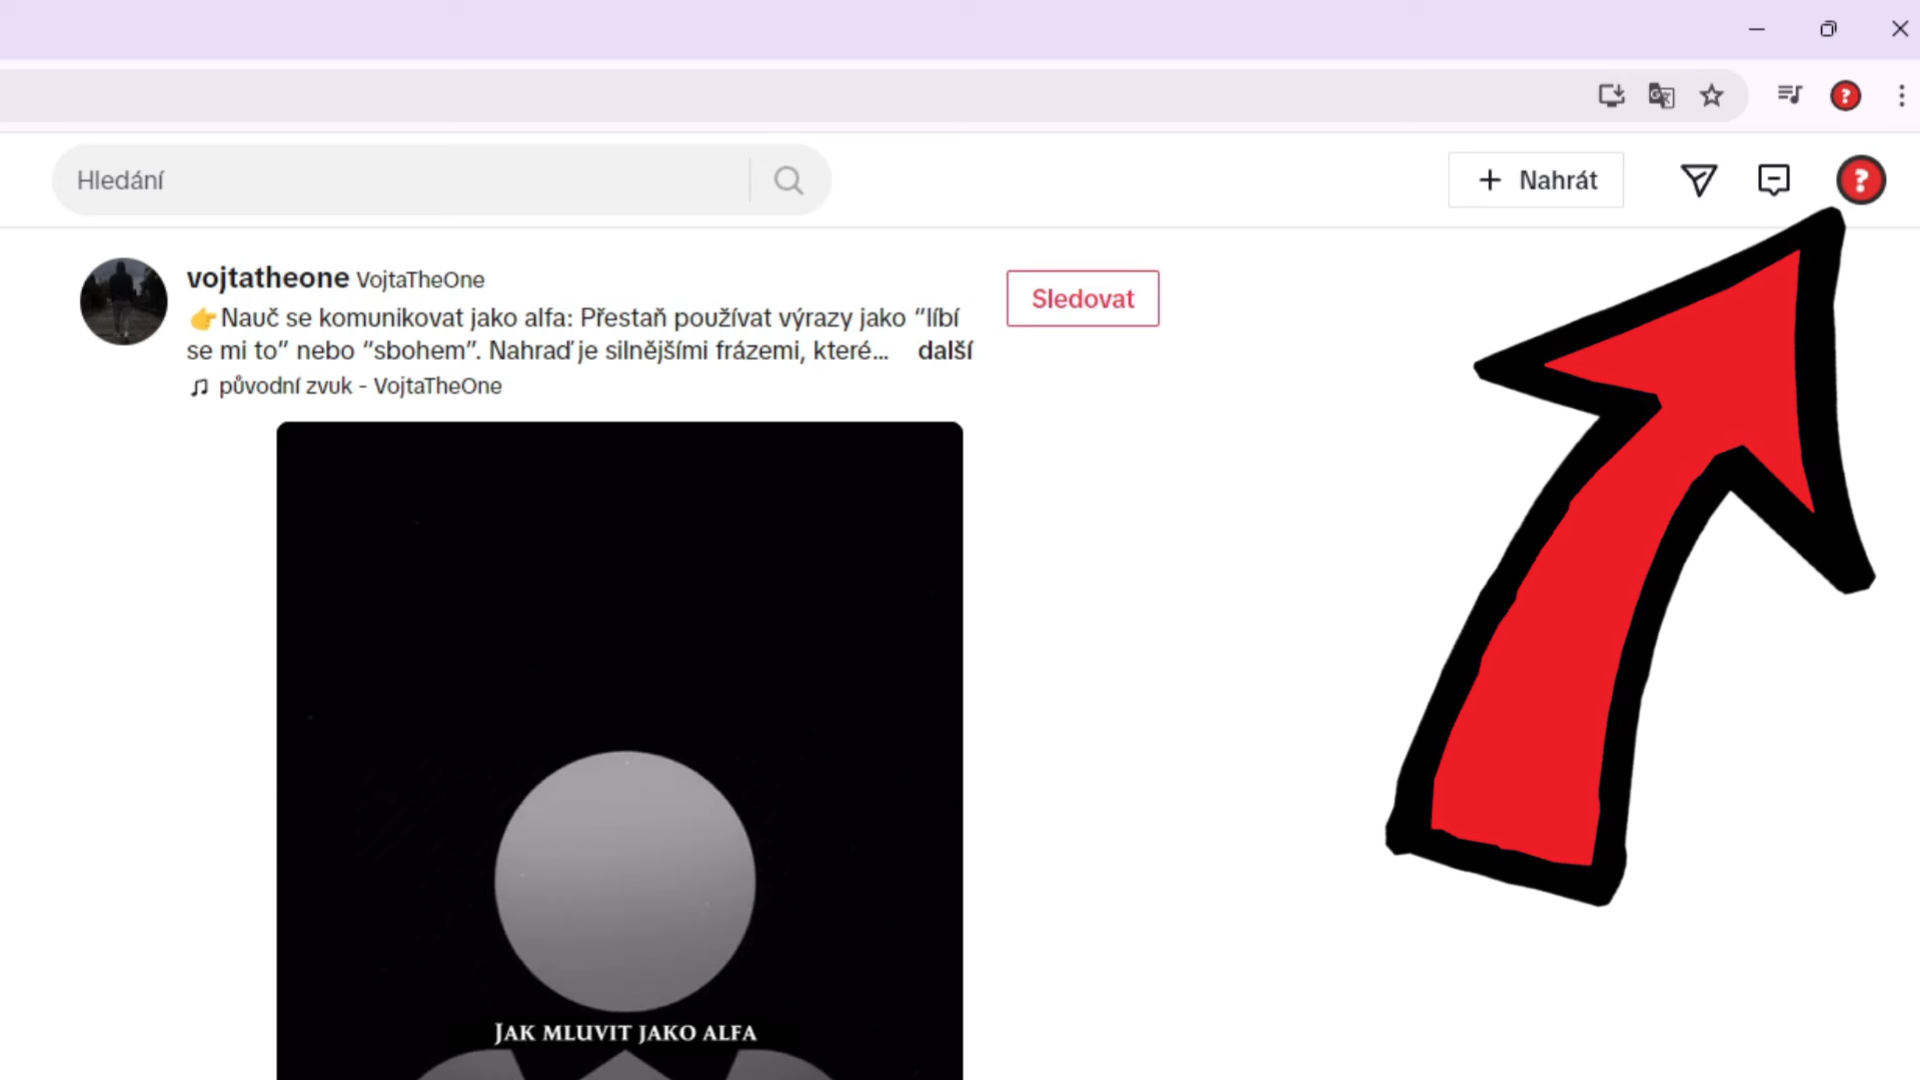 Hledání
Nahrát
?
?
vojtatheone VojtaTheOne
👉Nauč se komunikovat jako alfa: Přestaň používat výrazy jako “líbí
se mi to” nebo “sbohem”. Nahraď je silnějšími frázemi, které... další
♫ původní zvuk - VojtaTheOne
Sledovat
JAK MLUVIT JAKO ALFA